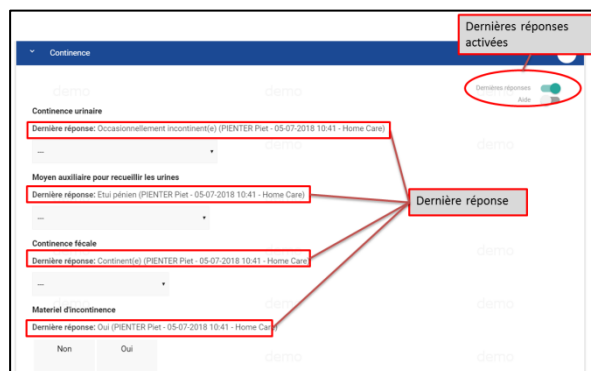 Dernières réponses
activées
Continence
demo
demo
Dernières réponses
Aide
Continence urinaire
Dernière réponse: Occasionnellement incontinent(e) (PIENTER Piet - 05-07-2018 10:41 - Home Care)
---
demo
Moyen auxiliaire pour recueillir les urines
Dernière réponse: Etui pénien (PIENTER Piet - 05-07-2018 10:41 - Home Care)
Dernière réponse
---
Continence fécale
demo
Dernière réponse: Continent(e) (PIENTER Piet - 05-07-2018 10:41 - Home Care)
---
demo
demo
demo
Materiel d'incontinence
Dernière réponse: Oui (PIENTER Piet - 05-07-2018 10:41 - Home Care)
Non Oui
demo
demo